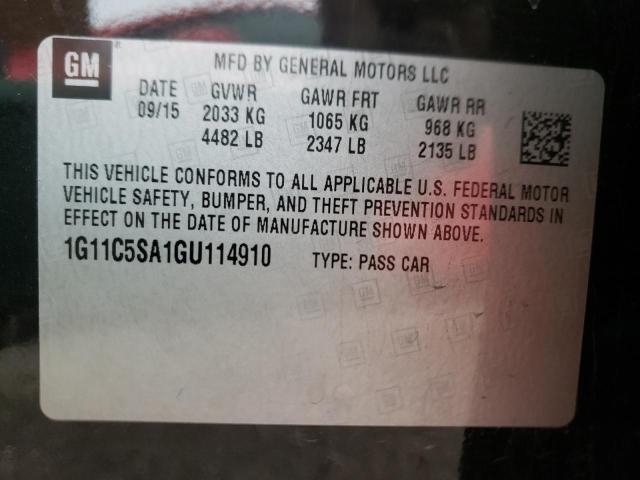 GM
MFD BY GENERAL MOTORS LLC
DATE GVWR GAWR FRT GAWR RR
09/15 2033 KG 1065 KG 968 KG
4482 LB 2347 LB 2135 LB
THIS VEHICLE CONFORMS TO ALL APPLICABLE U.S. FEDERAL MOTOR
VEHICLE SAFETY, BUMPER, AND THEFT PREVENTION STANDARDS IN
EFFECT ON THE DATE OF MANUFACTURE SHOWN ABOVE.
1G11C5SA1GU114910 TYPE: PASS CAR